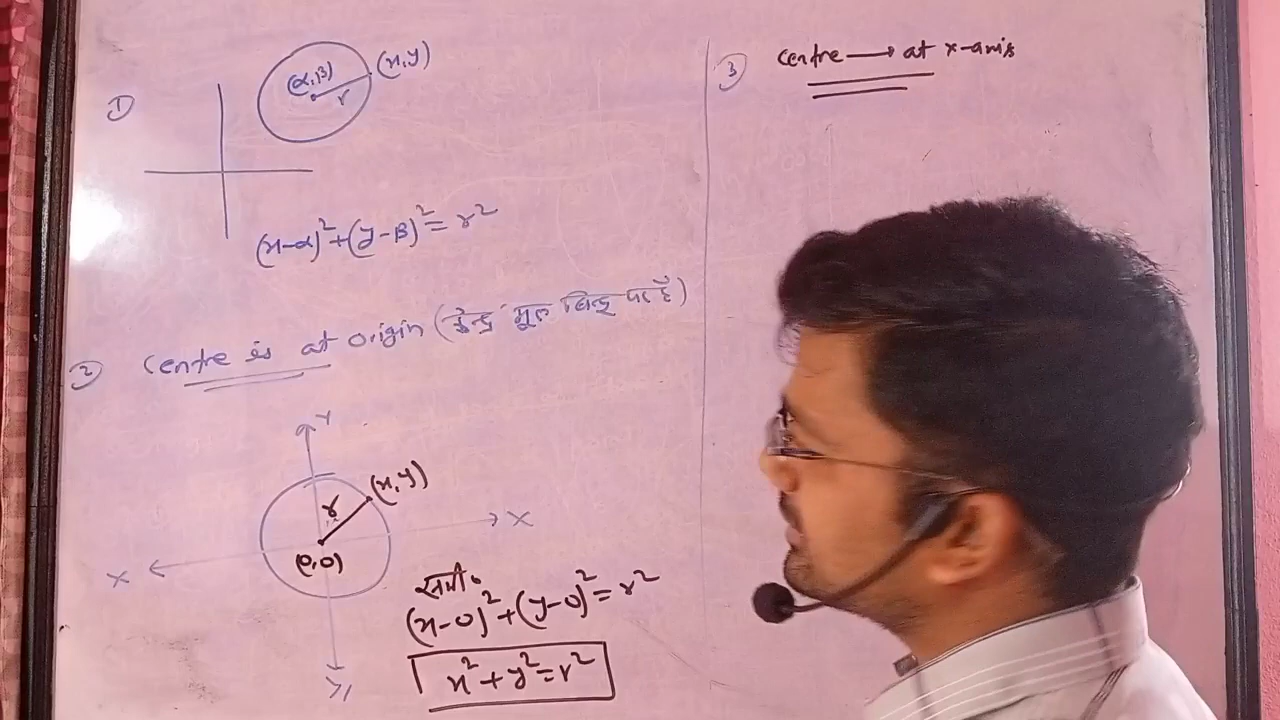 1)
(α,β)
(x,y)
r
(x-α)²+(y-β)²=r²
2) Centre is at origin (केन्द्र मूल बिन्दु पर है)
Y
(x,y)
r
X
X
(0,0)
Y
समी॰
(x-0)²+(y-0)²=r²
x²+y²=r²
3) Centre → at x-axis